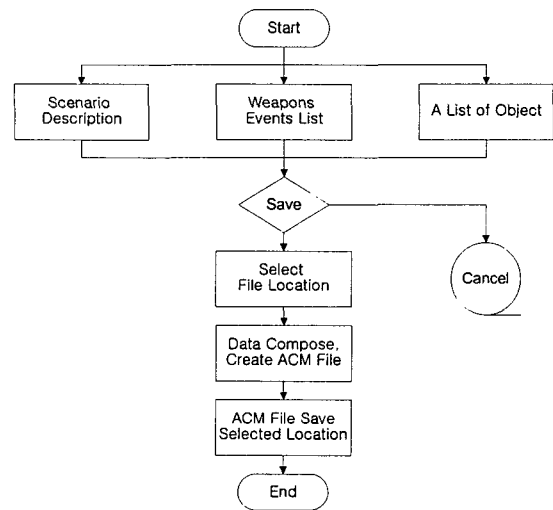 Start
Scenario
Description
Weapons
Events List
A List of Object
Save
Select
File Location
Cancel
Data Compose,
Create ACM File
ACM File Save
Selected Location
End